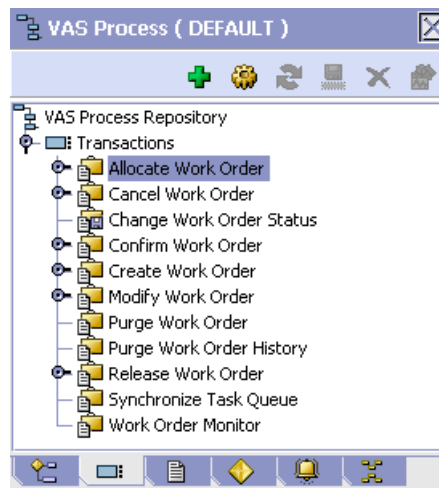 VAS Process ( DEFAULT )
VAS Process Repository
Transactions
Allocate Work Order
Cancel Work Order
Change Work Order Status
Confirm Work Order
Create Work Order
Modify Work Order
Purge Work Order
Purge Work Order History
Release Work Order
Synchronize Task Queue
Work Order Monitor